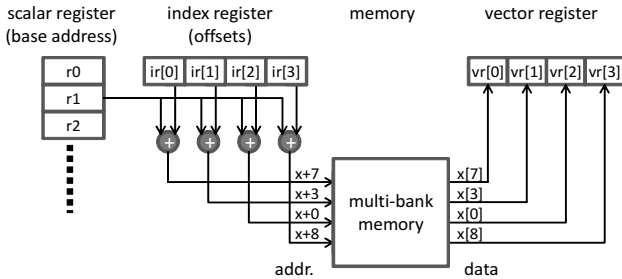 scalar register index register memory vector register
(base address) (offsets)
r0 ir[0] ir[1] ir[2] ir[3] vr[0] vr[1] vr[2] vr[3]
r1
r2
+ + + +
x+7 x[7]
x+3 multi-bank x[3]
x+0 memory x[0]
x+8 x[8]
addr. data